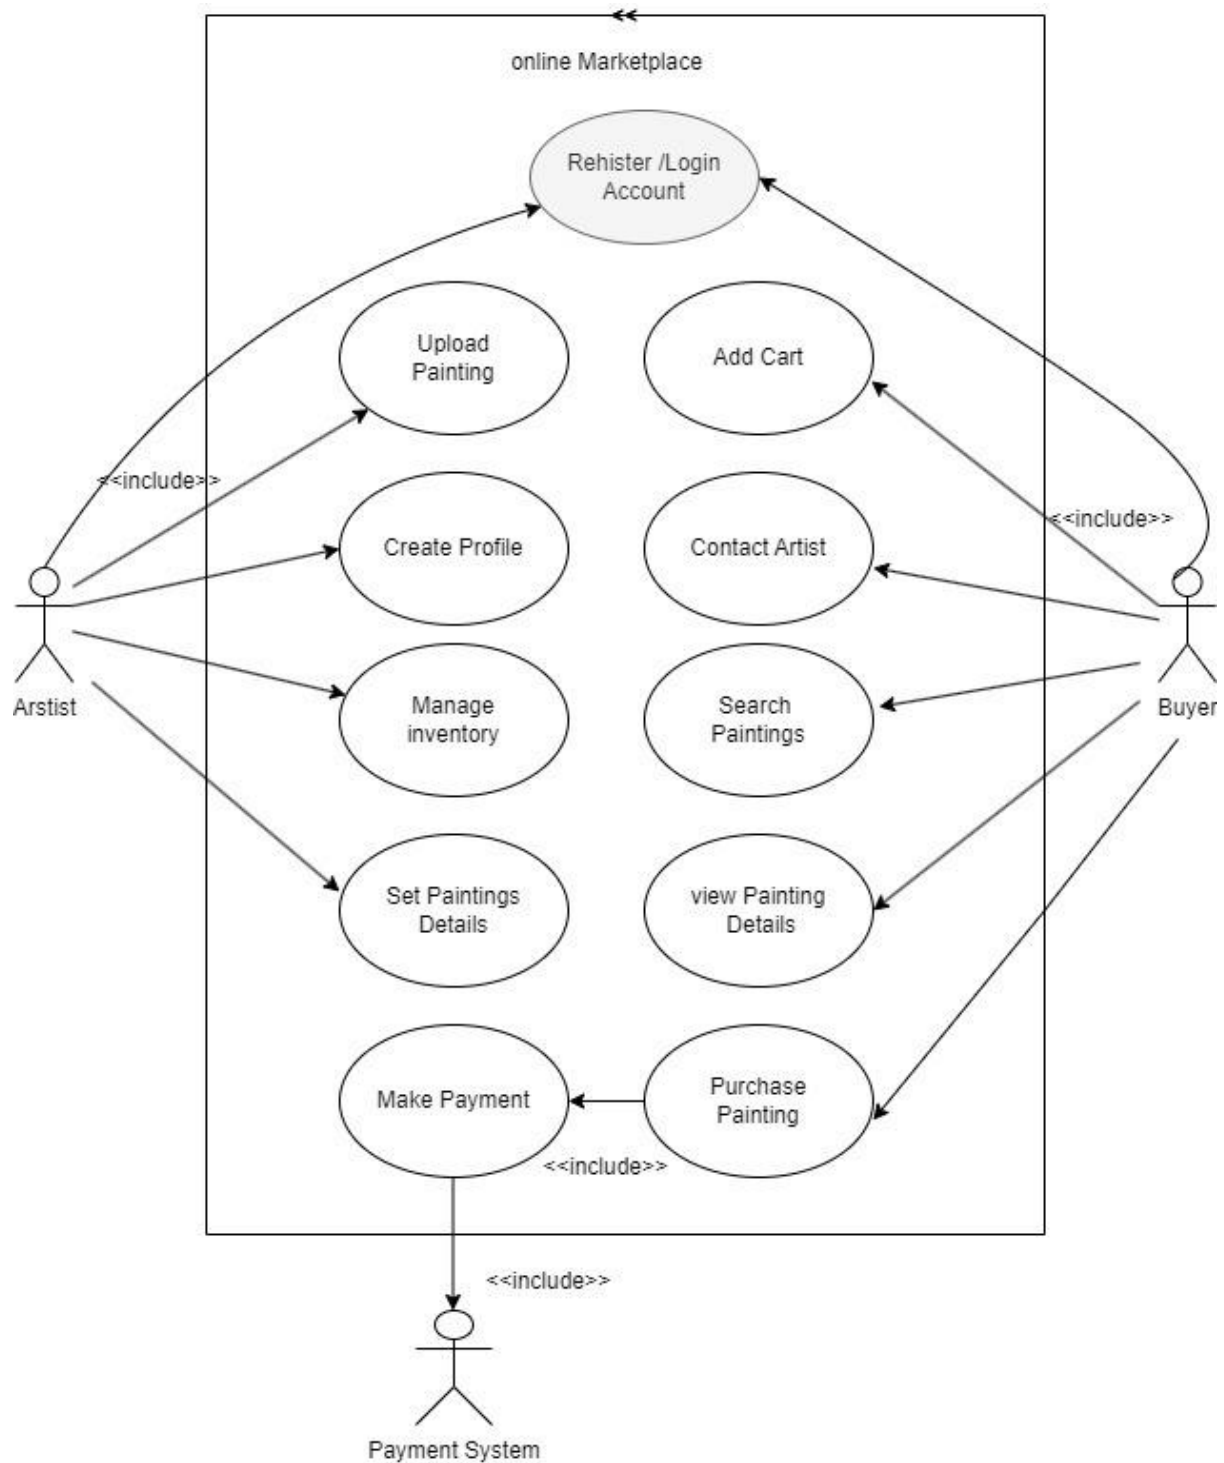 online Marketplace
Rehister /Login
Account
Upload
Painting
Add Cart
<<include>>
<<include>>
Create Profile
Contact Artist
Arstist
Manage
inventory
Search
Paintings
Buyer
Set Paintings
Details
view Painting
Details
Make Payment
Purchase
Painting
<<include>>
<<include>>
Payment System